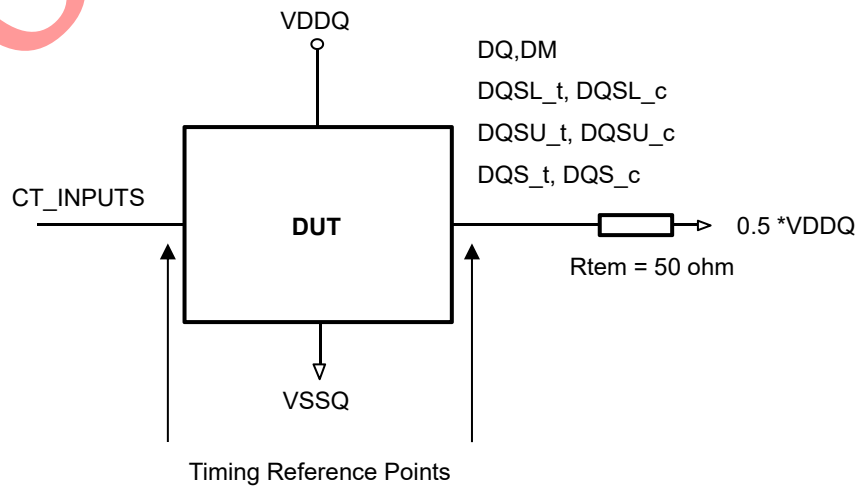 VDDQ
DQ,DM
DQSL_t, DQSL_c
DQSU_t, DQSU_c
DQS_t, DQS_c
CT_INPUTS
DUT
0.5 *VDDQ
Rtem = 50 ohm
VSSQ
Timing Reference Points